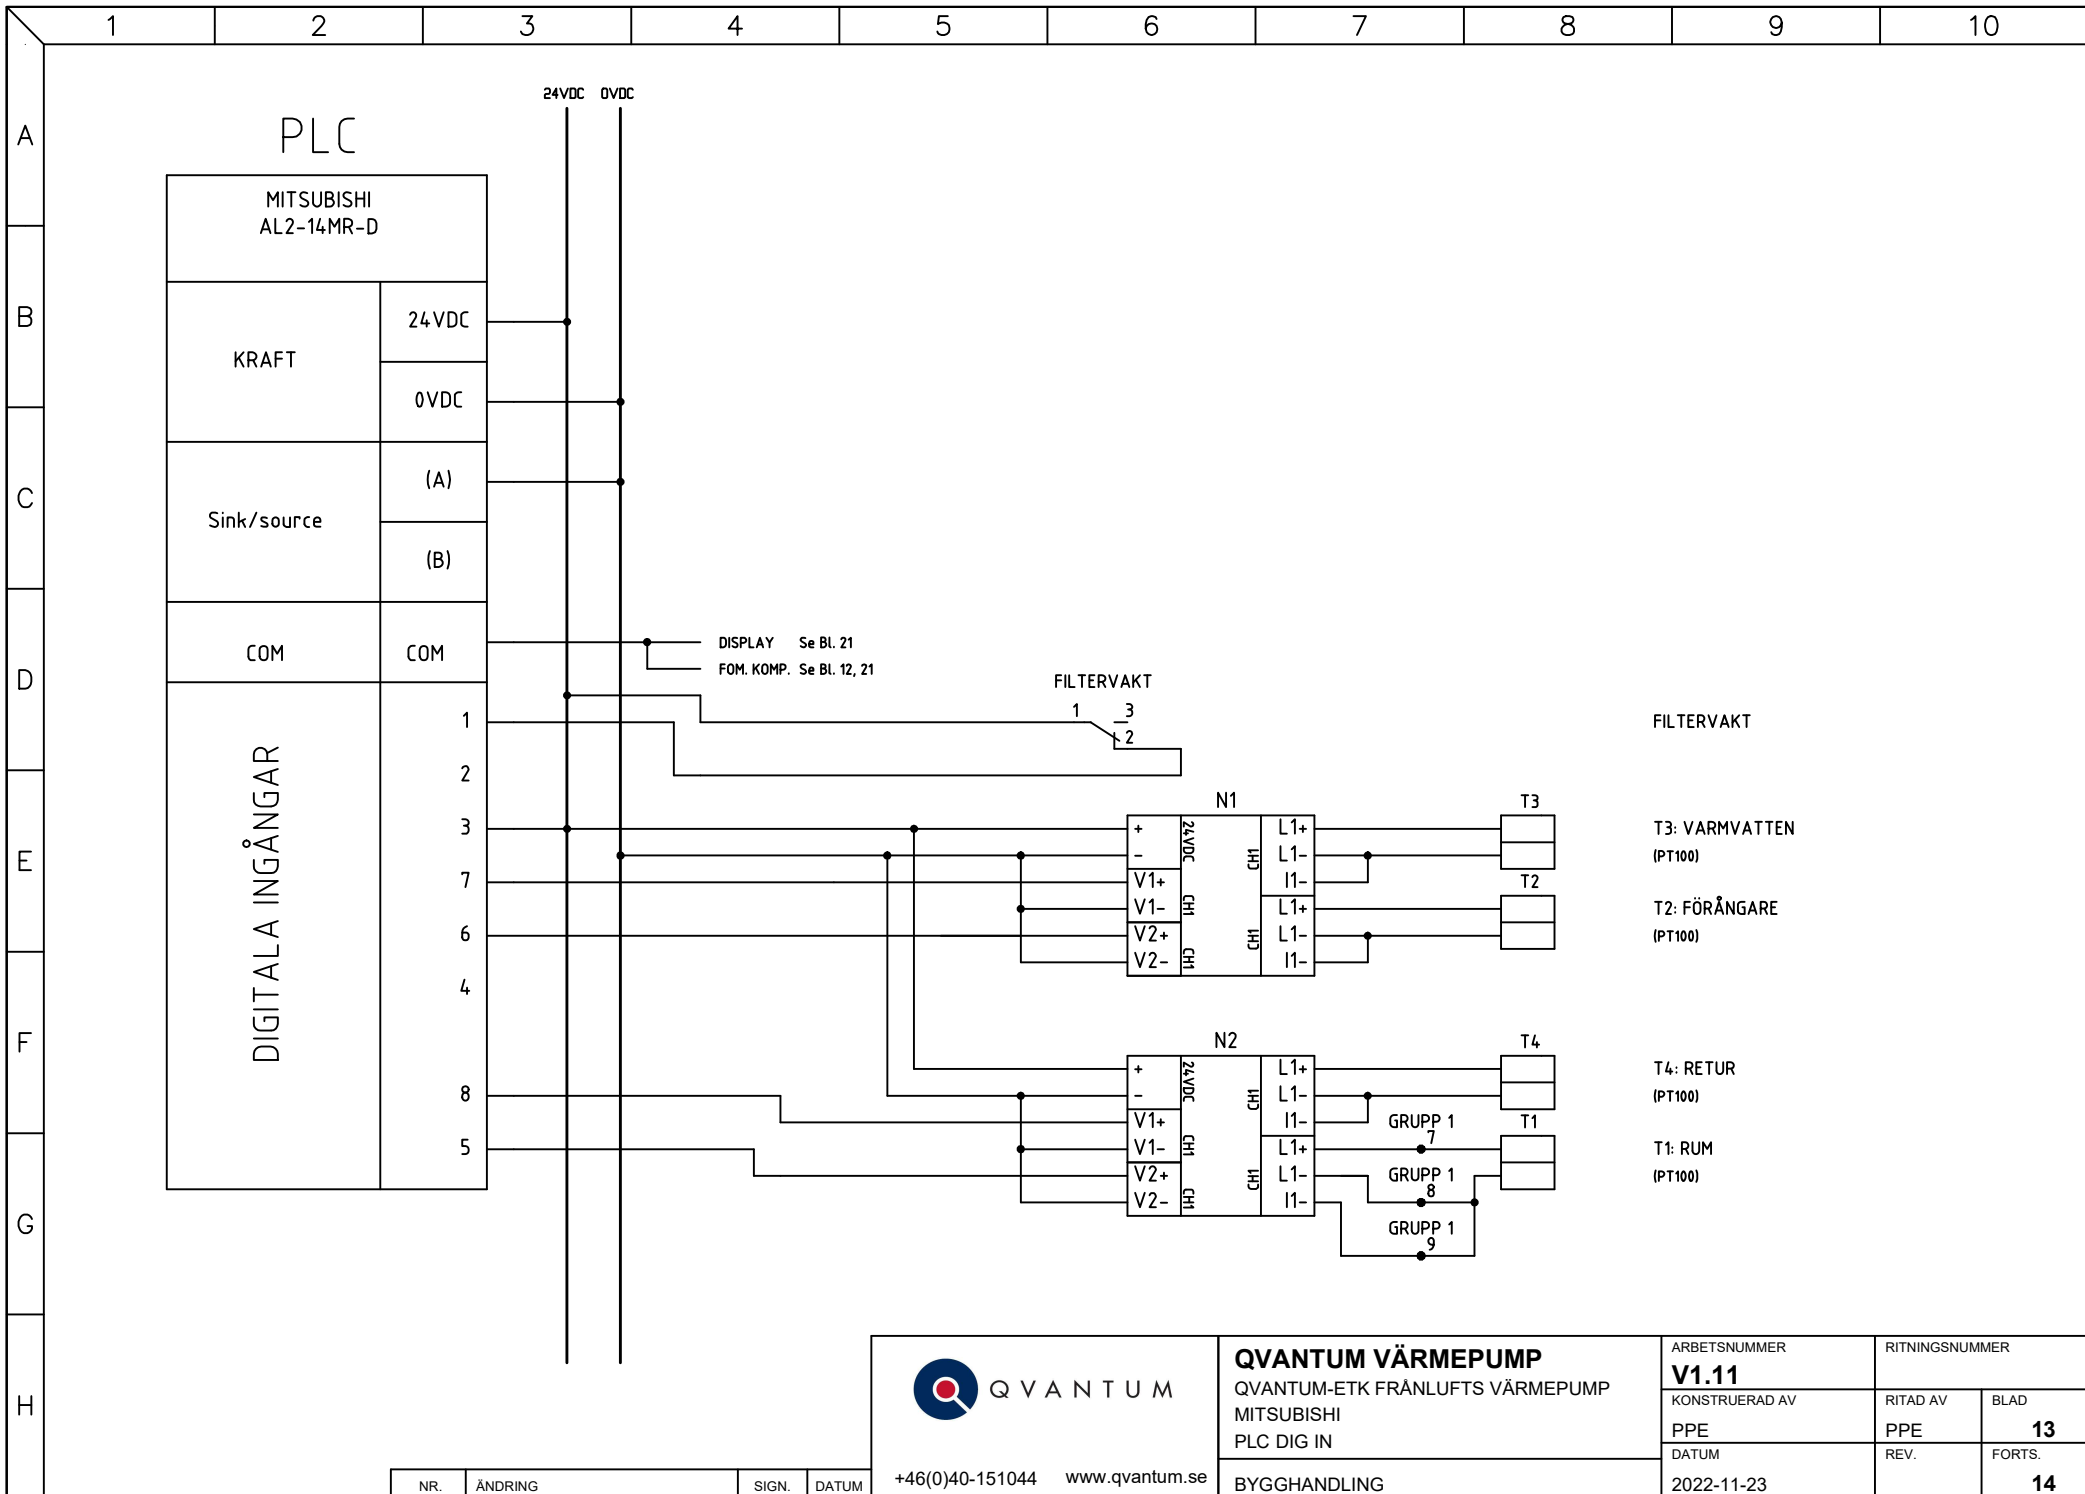 1 2 3 4 5 6 7 8 9 10
A
B
C
D
E
F
G
H
24VDC 0VDC
PLC
MITSUBISHI
AL2-14MR-D
KRAFT
24VDC
0VDC
Sink/source
(A)
(B)
COM COM
DISPLAY Se Bl. 21
FOM. KOMP. Se Bl. 12, 21
DIGITALA INGÅNGAR
1
2
3
7
6
4
8
5
FILTERVAKT
1 3
2
FILTERVAKT
N1
+ 24VDC CH1 L1+
- L1-
V1+ CH1 I1-
V1- CH1 L1+
V2+ CH1 L1-
V2- I1-
T3
T3: VARMVATTEN
(PT100)
T2
T2: FÖRÅNGARE
(PT100)
N2
+ 24VDC CH1 L1+
- L1-
V1+ CH1 I1-
V1- CH1 L1+
V2+ CH1 L1-
V2- I1-
GRUPP 1
7
GRUPP 1
8
GRUPP 1
9
T4
T4: RETUR
(PT100)
T1
T1: RUM
(PT100)
NR. ÄNDRING SIGN. DATUM
QVANTUM
+46(0)40-151044 www.qvantum.se
QVANTUM VÄRMEPUMP
QVANTUM-ETK FRÅNLUFTS VÄRMEPUMP
MITSUBISHI
PLC DIG IN
BYGGHANDLING
ARBETSNUMMER
V1.11
RITNINGSNUMMER
KONSTRUERAD AV
PPE
RITAD AV
PPE
BLAD
13
DATUM
2022-11-23
REV.
FORTS.
14